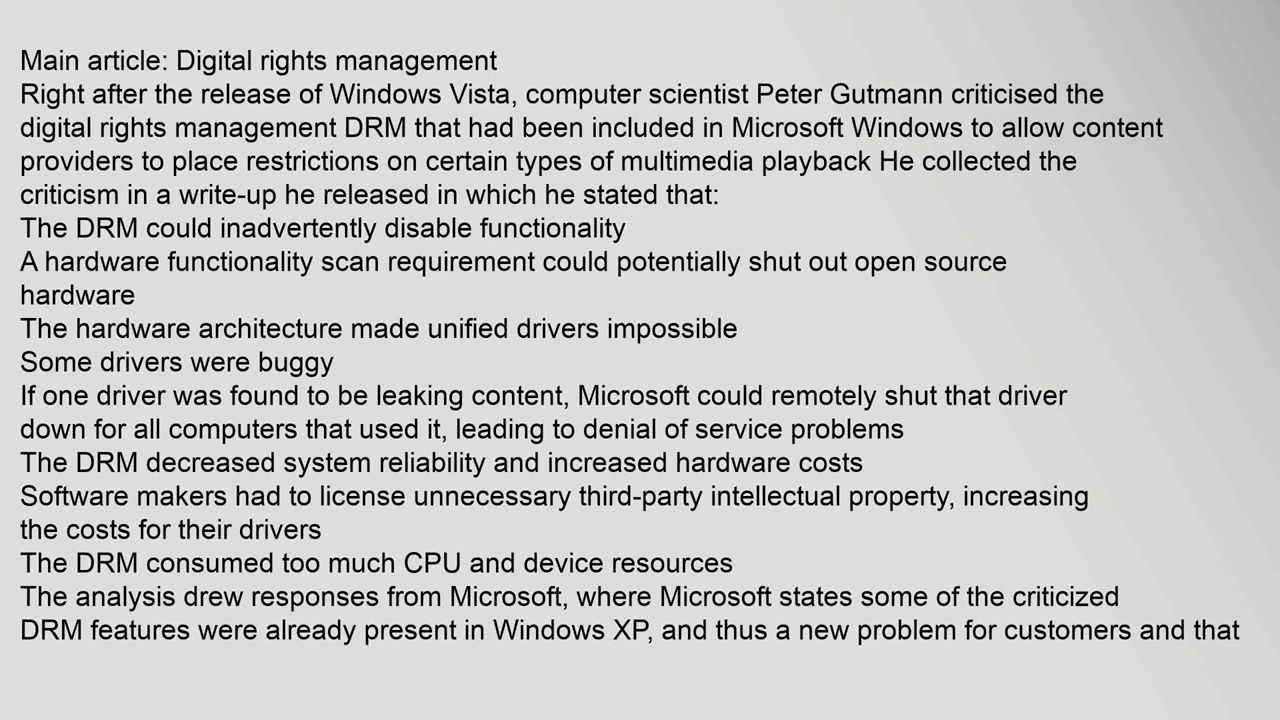 Main article: Digital rights management
Right after the release of Windows Vista, computer scientist Peter Gutmann criticised the
digital rights management DRM that had been included in Microsoft Windows to allow content
providers to place restrictions on certain types of multimedia playback He collected the
criticism in a write-up he released in which he stated that:
The DRM could inadvertently disable functionality
A hardware functionality scan requirement could potentially shut out open source
hardware
The hardware architecture made unified drivers impossible
Some drivers were buggy
If one driver was found to be leaking content, Microsoft could remotely shut that driver
down for all computers that used it, leading to denial of service problems
The DRM decreased system reliability and increased hardware costs
Software makers had to license unnecessary third-party intellectual property, increasing
the costs for their drivers
The DRM consumed too much CPU and device resources
The analysis drew responses from Microsoft, where Microsoft states some of the criticized
DRM features were already present in Windows XP, and thus a new problem for customers and that